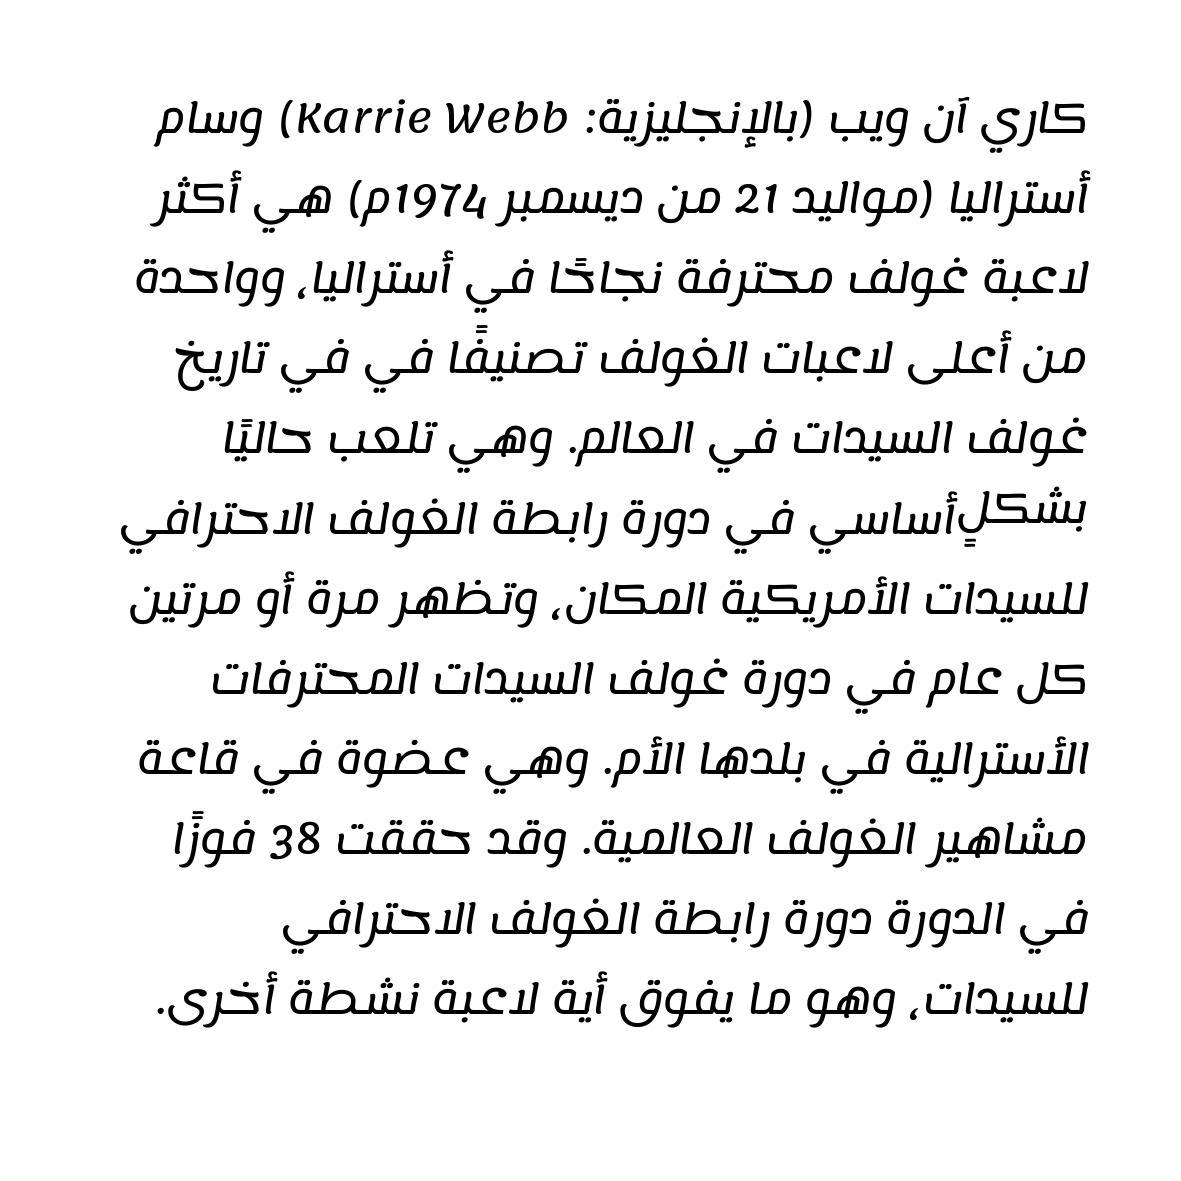 كاري آن ويب (بالإنجليزية: Karrie Webb) وسام
أستراليا (مواليد 21 من ديسمبر 1974م) هي أكثر
لاعبة غولف محترفة نجاحًا في أستراليا، وواحدة
من أعلى لاعبات الغولف تصنيفًا في في تاريخ
غولف السيدات في العالم. وهي تلعب حاليًا
بشكلٍ أساسي في دورة رابطة الغولف الاحترافي
للسيدات الأمريكية المكان، وتظهر مرة أو مرتين
كل عام في دورة غولف السيدات المحترفات
الأسترالية في بلدها الأم. وهي عضوة في قاعة
مشاهير الغولف العالمية. وقد حققت 38 فوزًا
في الدورة دورة رابطة الغولف الاحترافي
للسيدات، وهو ما يفوق أية لاعبة نشطة أخرى.